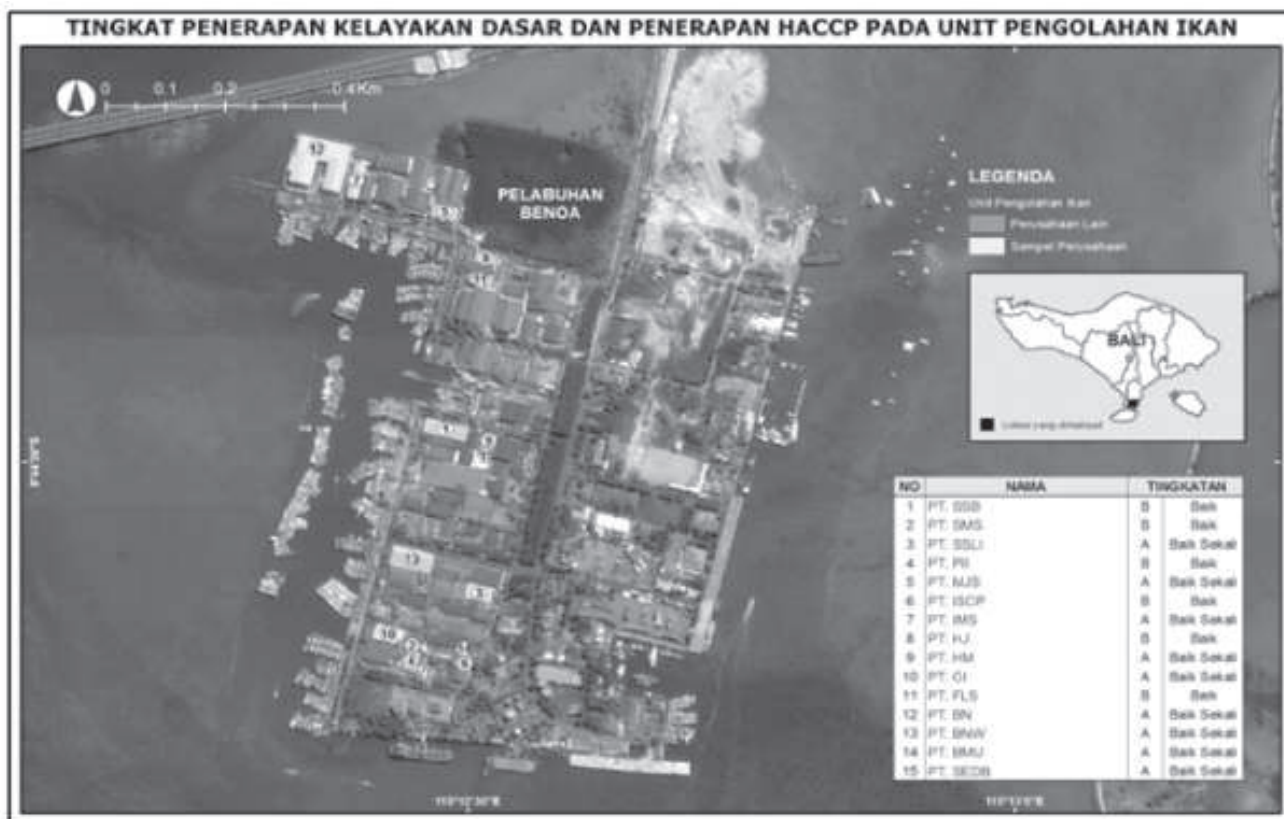 TINGKAT PENERAPAN KELAYAKAN DASAR DAN PENERAPAN HACCP PADA UNIT PENGOLAHAN IKAN
0 0.1 0.2 0.4 Km
12
PELABUHAN
BENOA
LEGENDA
Unit Pengolahan Ikan
Perusahaan Lain
Sampel Perusahaan
BALI
13
10
NO NAMA TINGKATAN
1 PT. SSB B Baik
2 PT. SMS B Baik
3 PT. SSLI A Baik Sekali
4 PT. PII B Baik
5 PT. MJS A Baik Sekali
6 PT. ISCP B Baik
7 PT. IMS A Baik Sekali
8 PT. HJ B Baik
9 PT. HM A Baik Sekali
10 PT. GI A Baik Sekali
11 PT. FLS B Baik
12 PT. BN A Baik Sekali
13 PT. BNW A Baik Sekali
14 PT. BMU A Baik Sekali
15 PT. SEDB A Baik Sekali